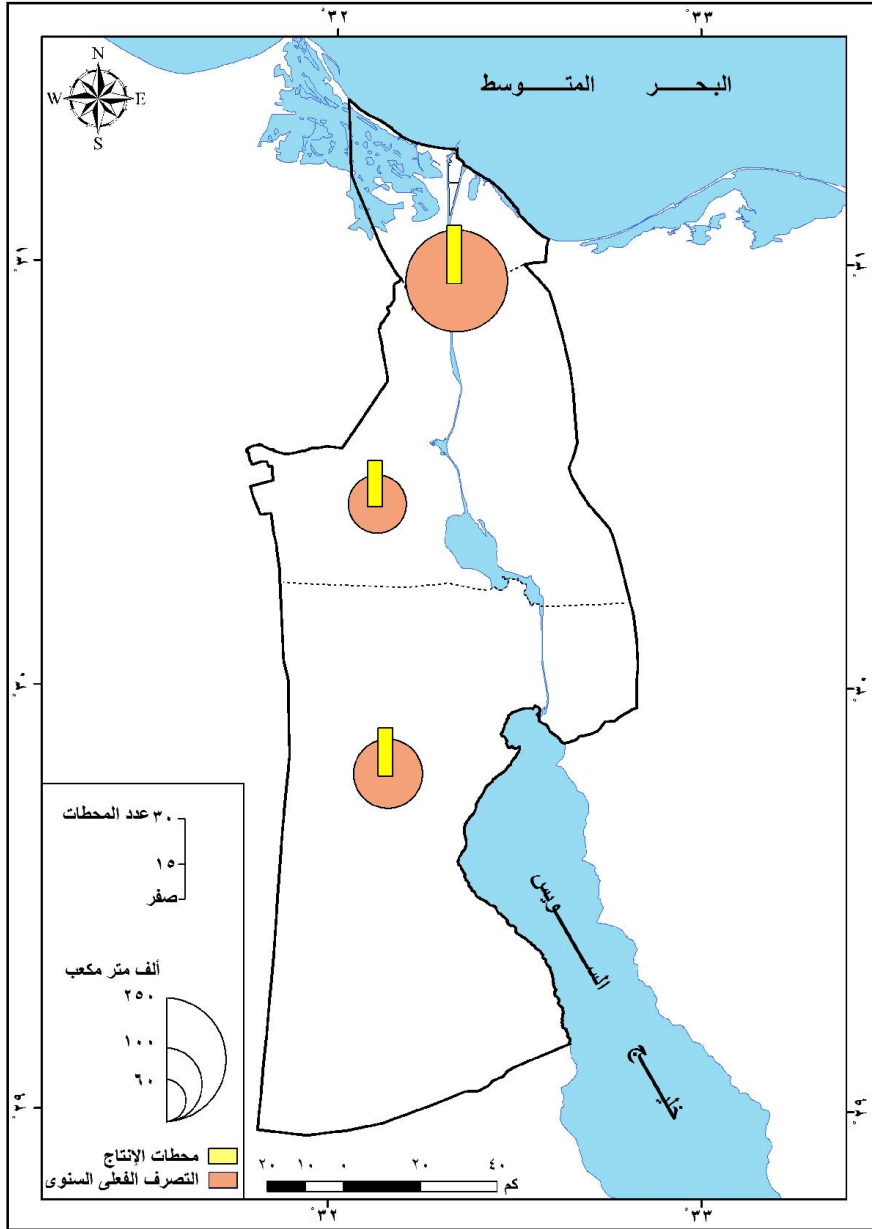 °٣٢ °٣٣
N
W E
S
البحـــر المتـــوسط
°٣١ °٣١
°٣٠ °٣٠
السـويس
خليج
٣٠ عدد المحطات
١٥
صفر
ألف متر مكعب
٢٥٠
١٠٠
٦٠
°٢٩ °٢٩
محطات الإنتاج
التصرف الفعلى السنوى
٢٠ ١٠ ٠ ٢٠ ٤٠
كم
°٣٢ °٣٣